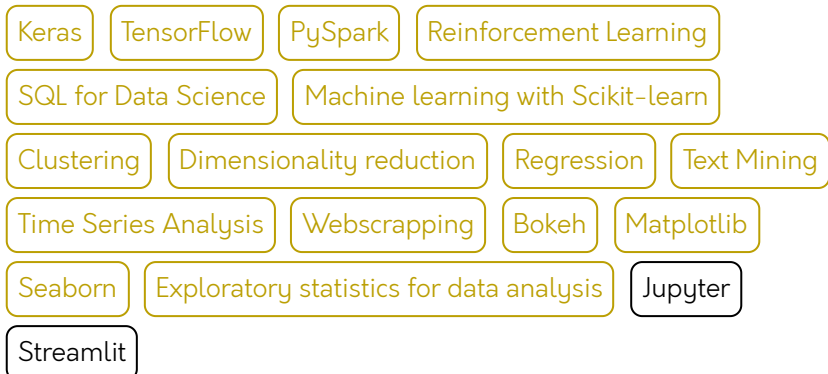 Keras TensorFlow PySpark Reinforcement Learning
SQL for Data Science Machine learning with Scikit-learn
Clustering Dimensionality reduction Regression Text Mining
Time Series Analysis Webscrapping Bokeh Matplotlib
Seaborn Exploratory statistics for data analysis Jupyter
Streamlit